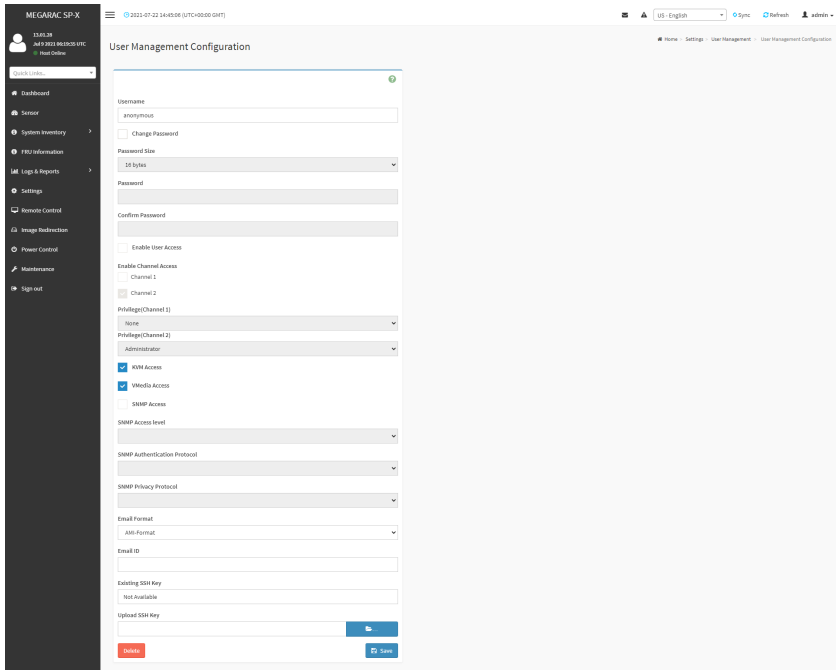 MEGARAC SP-X
2021-07-22 14:45:06 (UTC+00:00 GMT)
US - English
Sync
Refresh
admin
13.01.28
Jul 9 2021 06:19:35 UTC
Host Online
Quick Links...
Dashboard
Sensor
System Inventory
FRU Information
Logs & Reports
Settings
Remote Control
Image Redirection
Power Control
Maintenance
Sign out
User Management Configuration
Home > Settings > User Management > User Management Configuration
Username
anonymous
Change Password
Password Size
16 bytes
Password
Confirm Password
Enable User Access
Enable Channel Access
Channel 1
Channel 2
Privilege(Channel 1)
None
Privilege(Channel 2)
Administrator
KVM Access
VMedia Access
SNMP Access
SNMP Access level
SNMP Authentication Protocol
SNMP Privacy Protocol
Email Format
AMI-Format
Email ID
Existing SSH Key
Not Available
Upload SSH Key
Delete
Save